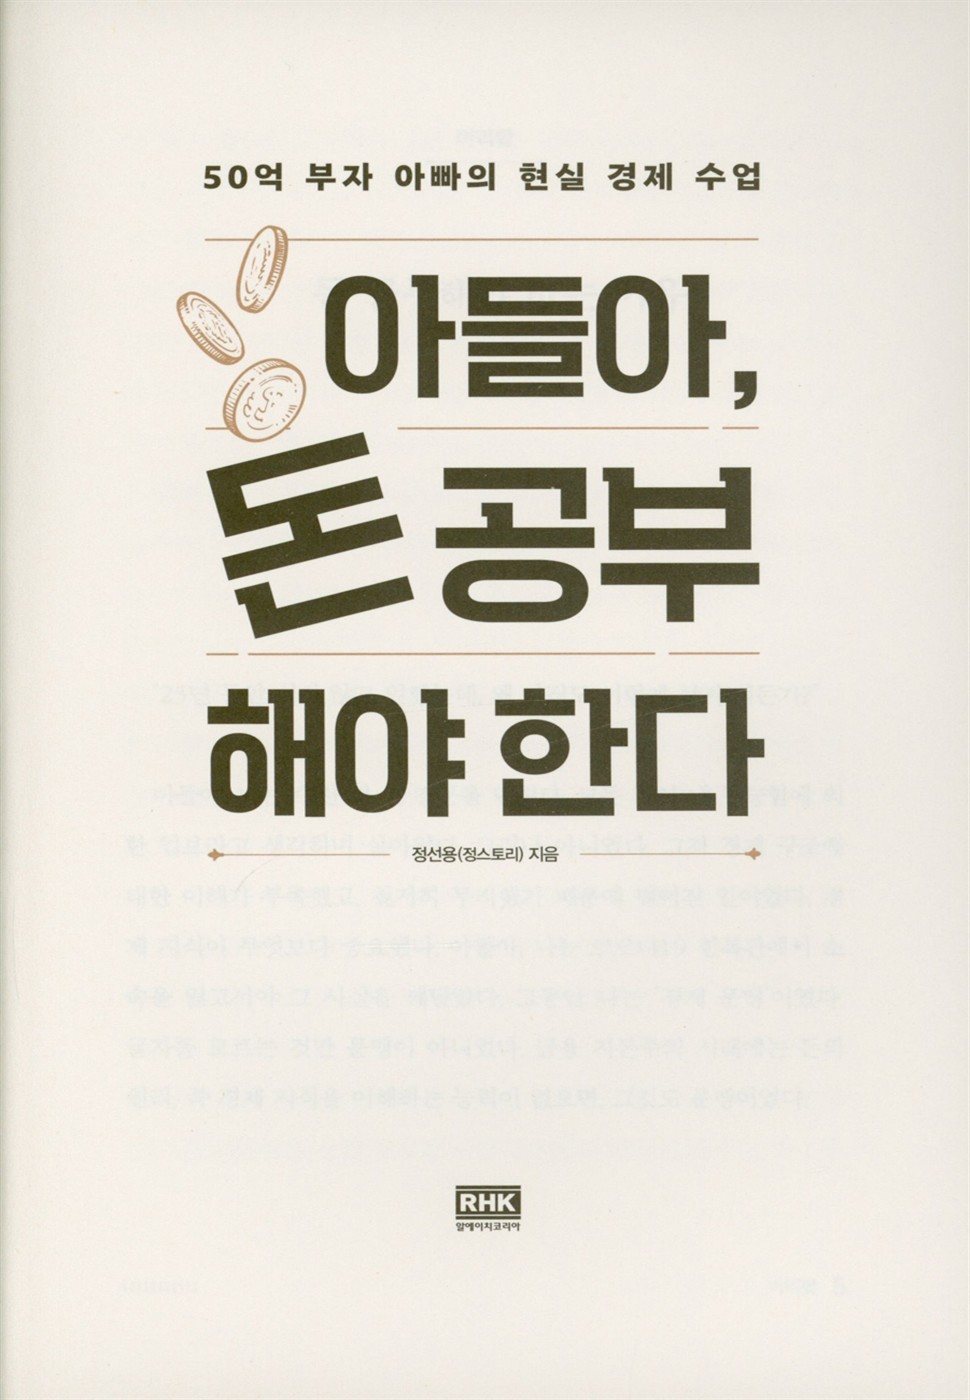 50억 부자 아빠의 현실 경제 수업
아들아,
돈 공부
해야 한다
정선용(정스토리) 지음
RHK
알에이치코리아